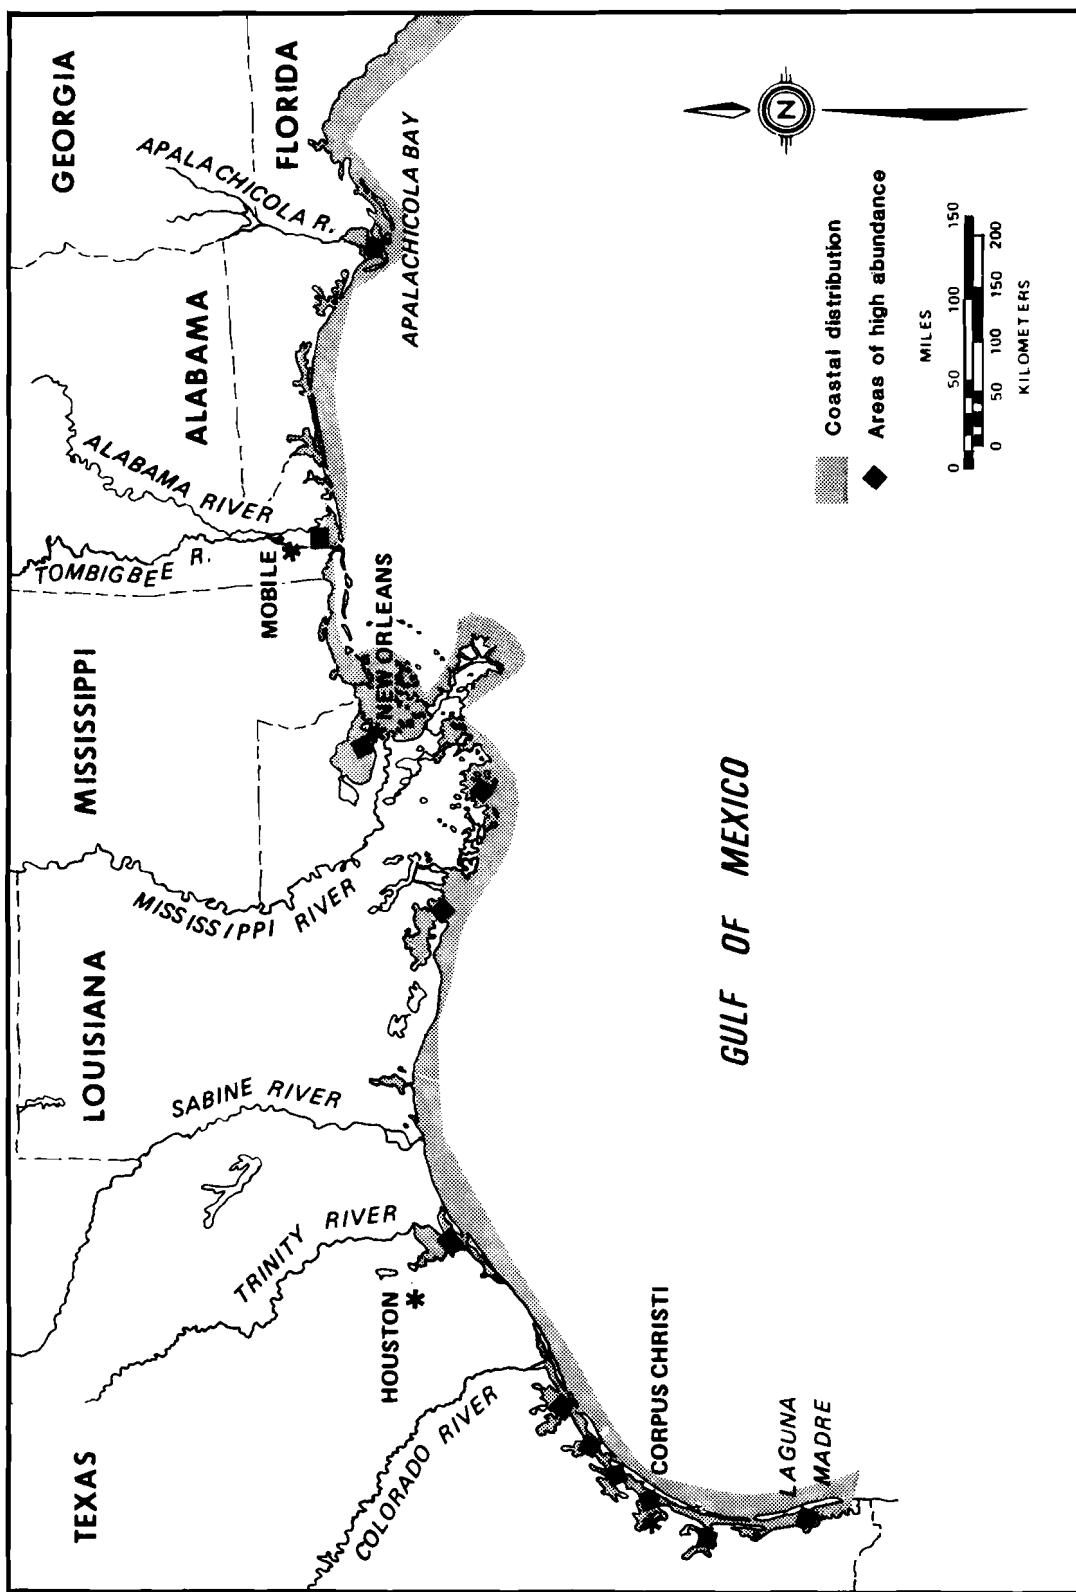 GEORGIA
APALACHICOLA R.
FLORIDA
APALACHICOLA BAY
ALABAMA
ALABAMA RIVER
TOMBIGBEE R.
MOBILE
NEW ORLEANS
MISSISSIPPI
MISSISSIPPI RIVER
LOUISIANA
SABINE RIVER
TRINITY RIVER
HOUSTON
TEXAS
COLORADO RIVER
CORPUS CHRISTI
LAGUNA
MADRE
GULF OF MEXICO
N
Coastal distribution
Areas of high abundance
MILES
0 50 100 150
0 50 100 150 200
KILOMETERS